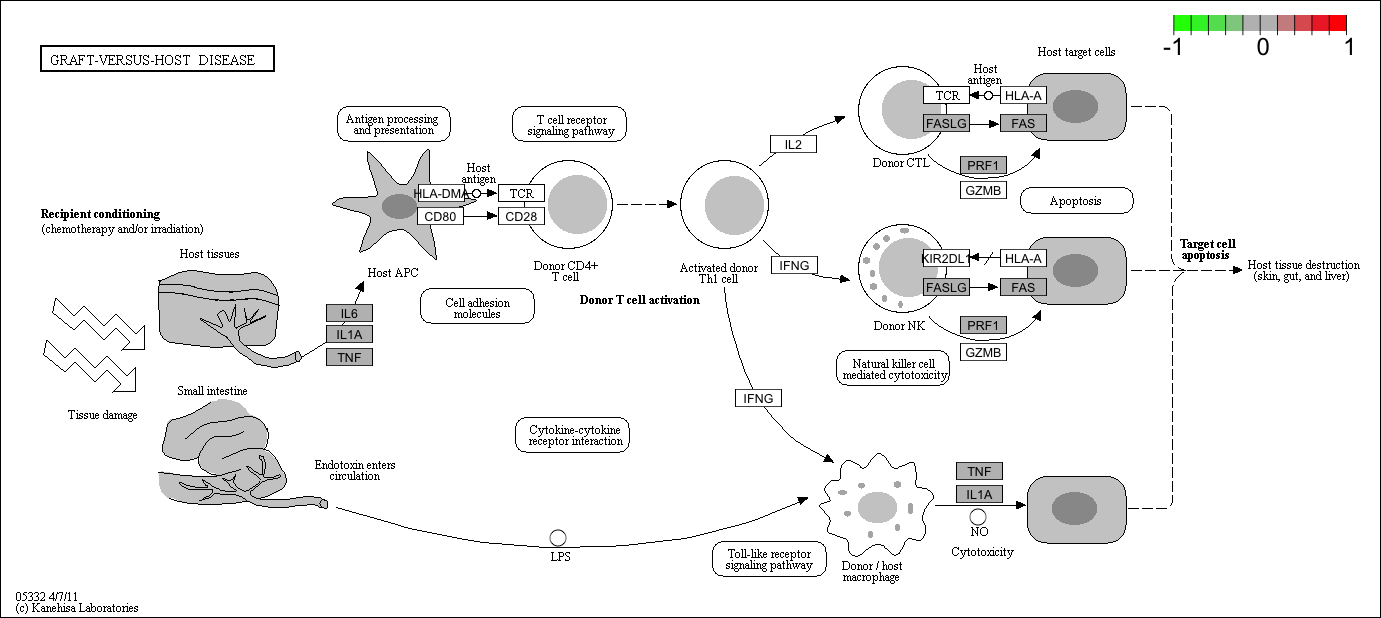 -1 0 1
GRAFT-VERSUS-HOST DISEASE
Host target cells
Host
antigen
TCR
HLA-A
FASLG
FAS
Antigen processing
and presentation
T cell receptor
signaling pathway
IL2
Donor CTL
PRF1
GZMB
Host
antigen
HLA-DMA
TCR
CD80
CD28
Apoptosis
Recipient conditioning
(chemotherapy and/or irradiation)
Host tissues
Host APC
Donor CD4+
T cell
Activated donor
Th1 cell
IFNG
KIR2DL
HLA-A
FASLG
FAS
Target cell
apoptosis
Host tissue destruction
(skin, gut, and liver)
Donor T cell activation
Cell adhesion
molecules
IL6
IL1A
TNF
Donor NK
PRF1
GZMB
Natural killer cell
mediated cytotoxicity
Tissue damage
Small intestine
IFNG
Cytokine-cytokine
receptor interaction
Endotoxin enters
circulation
TNF
IL1A
NO
Cytotoxicity
LPS
Toll-like receptor
signaling pathway
Donor / host
macrophage
05332 4/7/11
(c) Kanehisa Laboratories